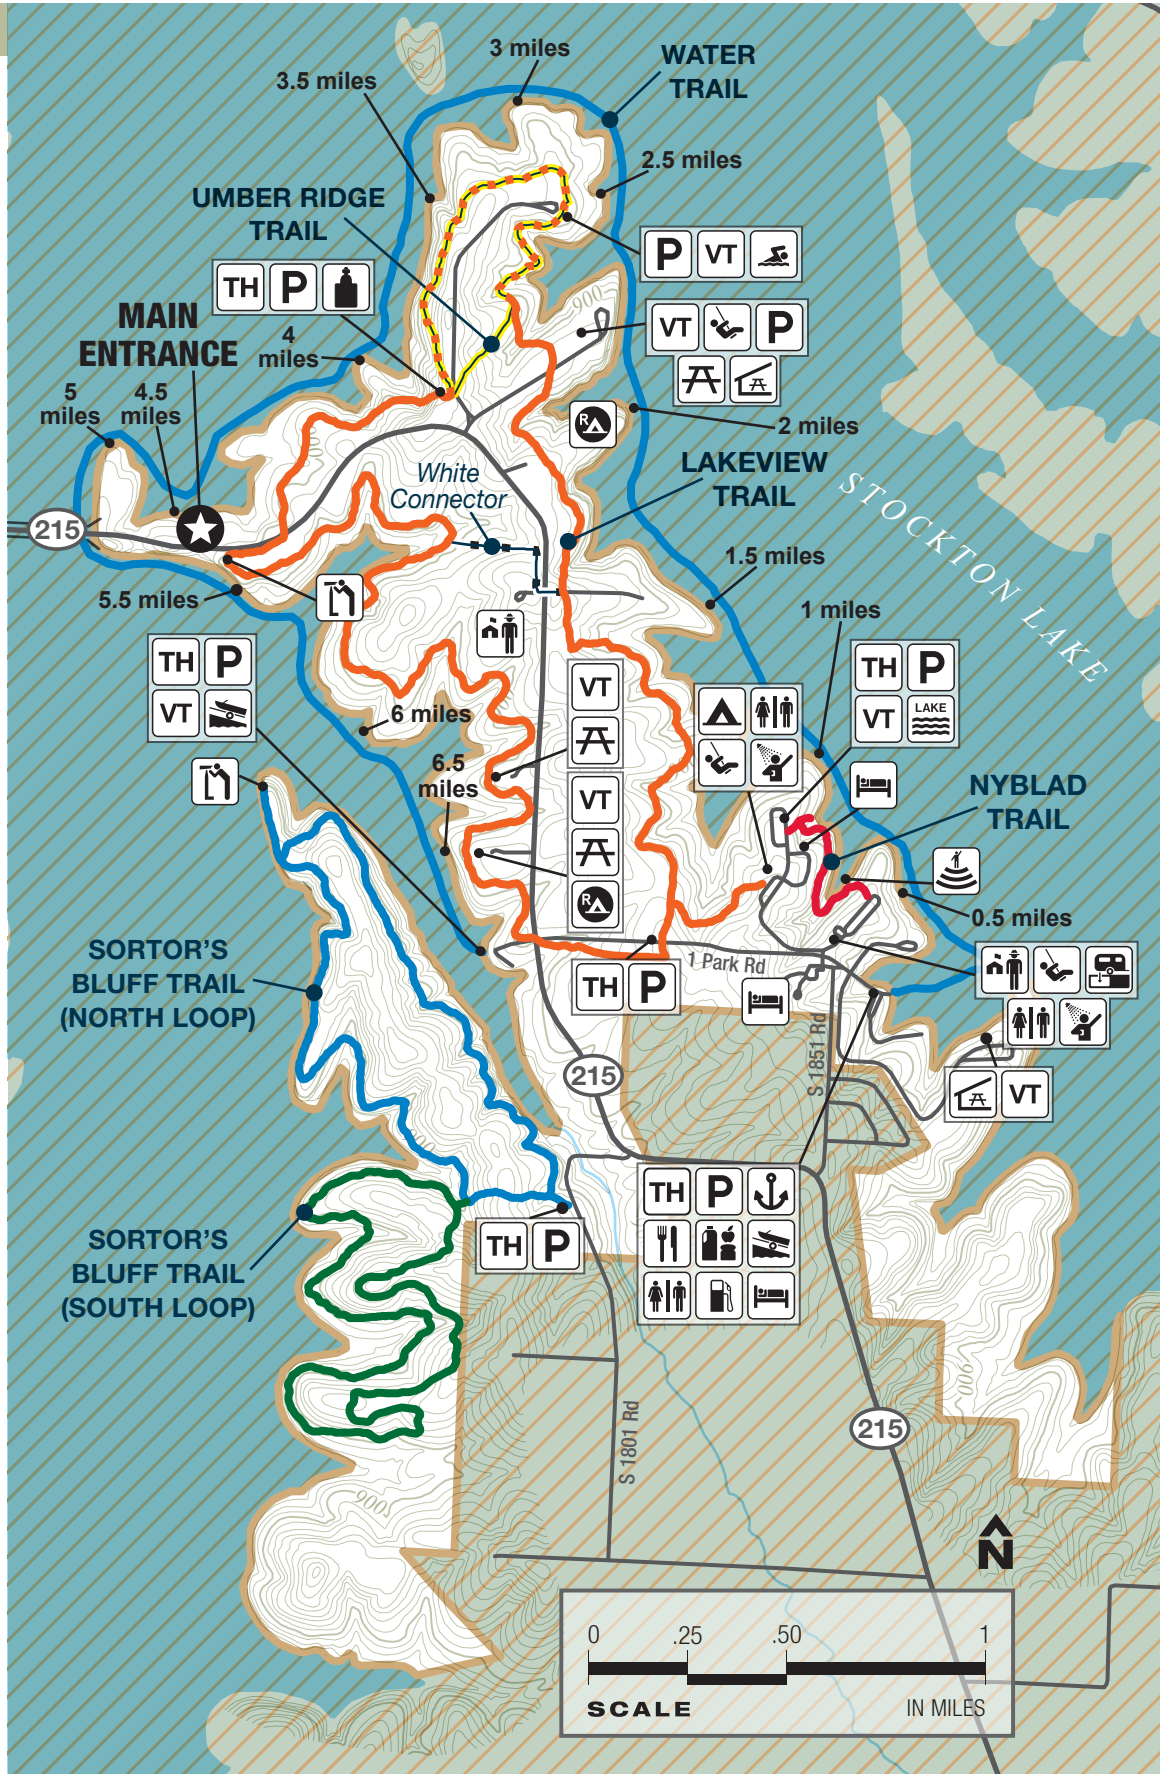 3 miles
WATER
TRAIL
3.5 miles
2.5 miles
UMBER RIDGE
TRAIL
P VT
TH P
900
MAIN
ENTRANCE
VT P
4
miles
5
miles
4.5
miles
R
2 miles
White
Connector
LAKEVIEW
TRAIL
STOCKTON LAKE
215
1.5 miles
5.5 miles
1 miles
TH P
VT
TH P
VT LAKE
VT
6 miles
6.5
miles
NYBLAD
TRAIL
VT
R
0.5 miles
SORTOR'S
BLUFF TRAIL
(NORTH LOOP)
1 Park Rd
TH P
S 1851 Rd
215
VT
900
TH P
SORTOR'S
BLUFF TRAIL
(SOUTH LOOP)
TH P
900
S 1801 Rd
215
900
N
0 .25 .50 1
SCALE IN MILES